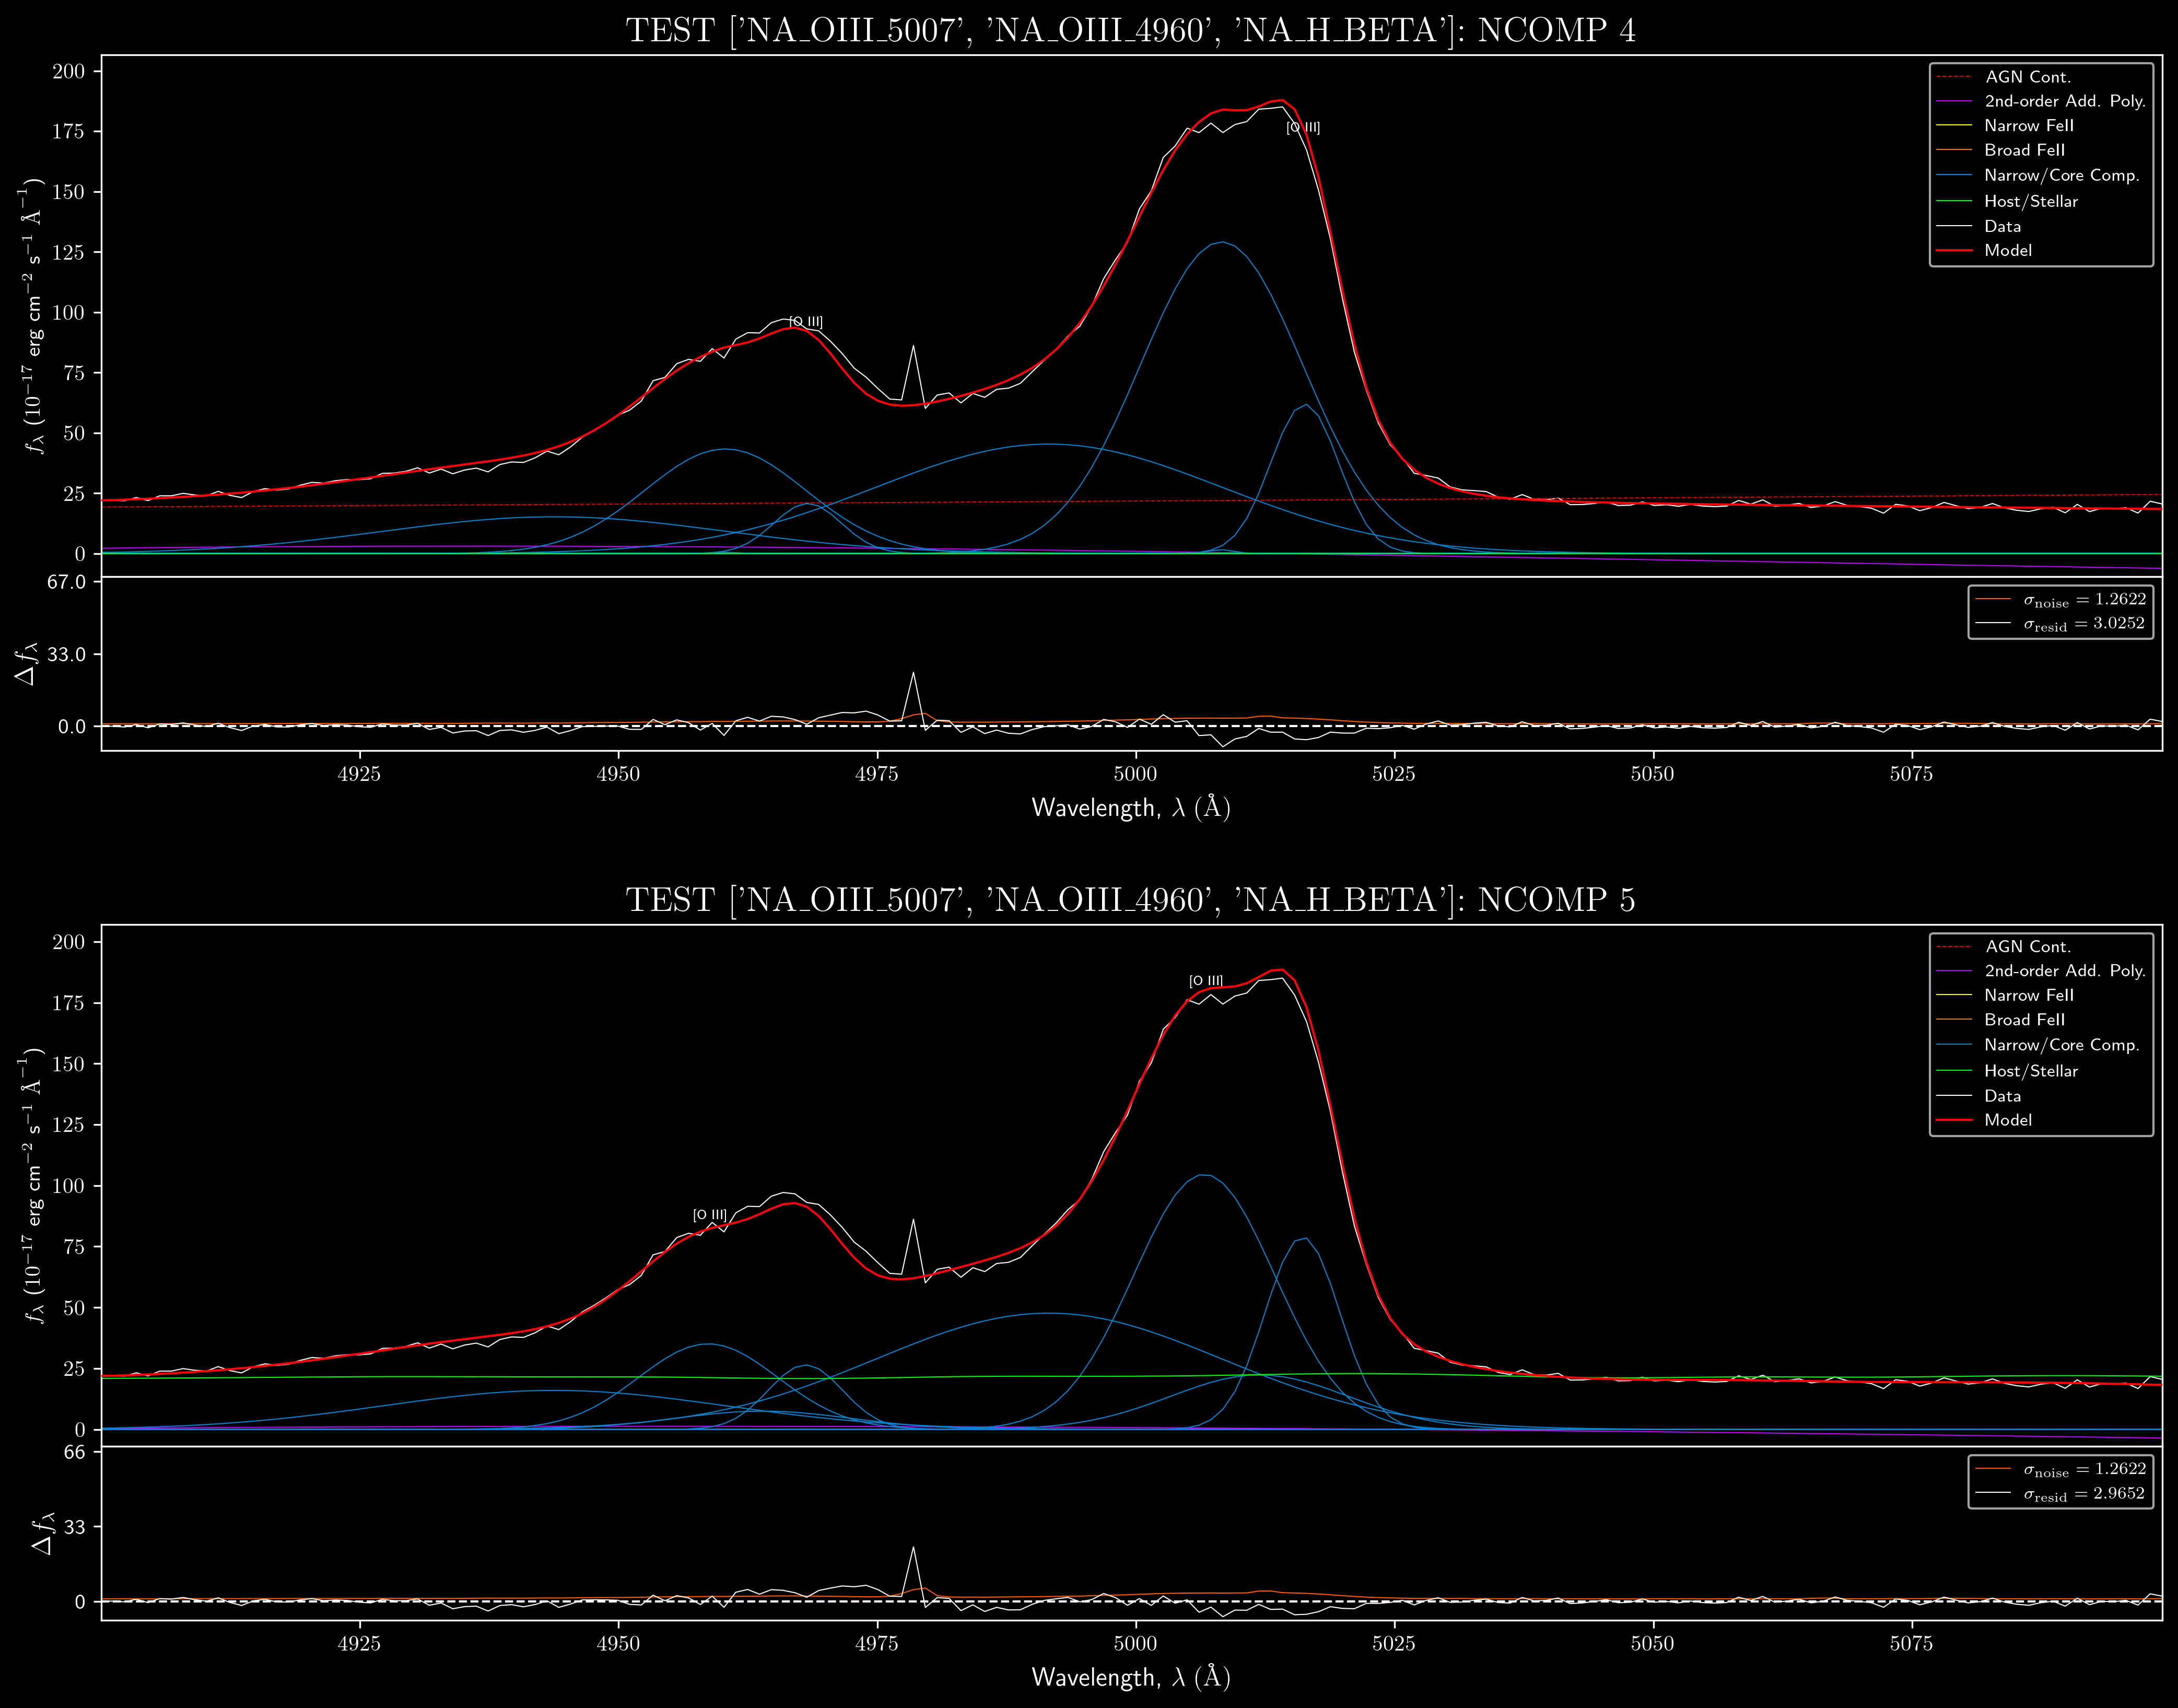 TEST ['NA_OIII_5007', 'NA_OIII_4960', 'NA_H_BETA']: NCOMP 4
200
175
150
125
100
75
50
25
0
fλ (10⁻¹⁷ erg cm⁻² s⁻¹ Å⁻¹)
[O III]
[O III]
AGN Cont.
2nd-order Add. Poly.
Narrow FeII
Broad FeII
Narrow/Core Comp.
Host/Stellar
Data
Model
67.0
33.0
0.0
Δfλ
σnoise = 1.2622
σresid = 3.0252
4925 4950 4975 5000 5025 5050 5075
Wavelength, λ (Å)
TEST ['NA_OIII_5007', 'NA_OIII_4960', 'NA_H_BETA']: NCOMP 5
200
175
150
125
100
75
50
25
0
fλ (10⁻¹⁷ erg cm⁻² s⁻¹ Å⁻¹)
[O III]
[O III]
AGN Cont.
2nd-order Add. Poly.
Narrow FeII
Broad FeII
Narrow/Core Comp.
Host/Stellar
Data
Model
66
33
0
Δfλ
σnoise = 1.2622
σresid = 2.9652
4925 4950 4975 5000 5025 5050 5075
Wavelength, λ (Å)